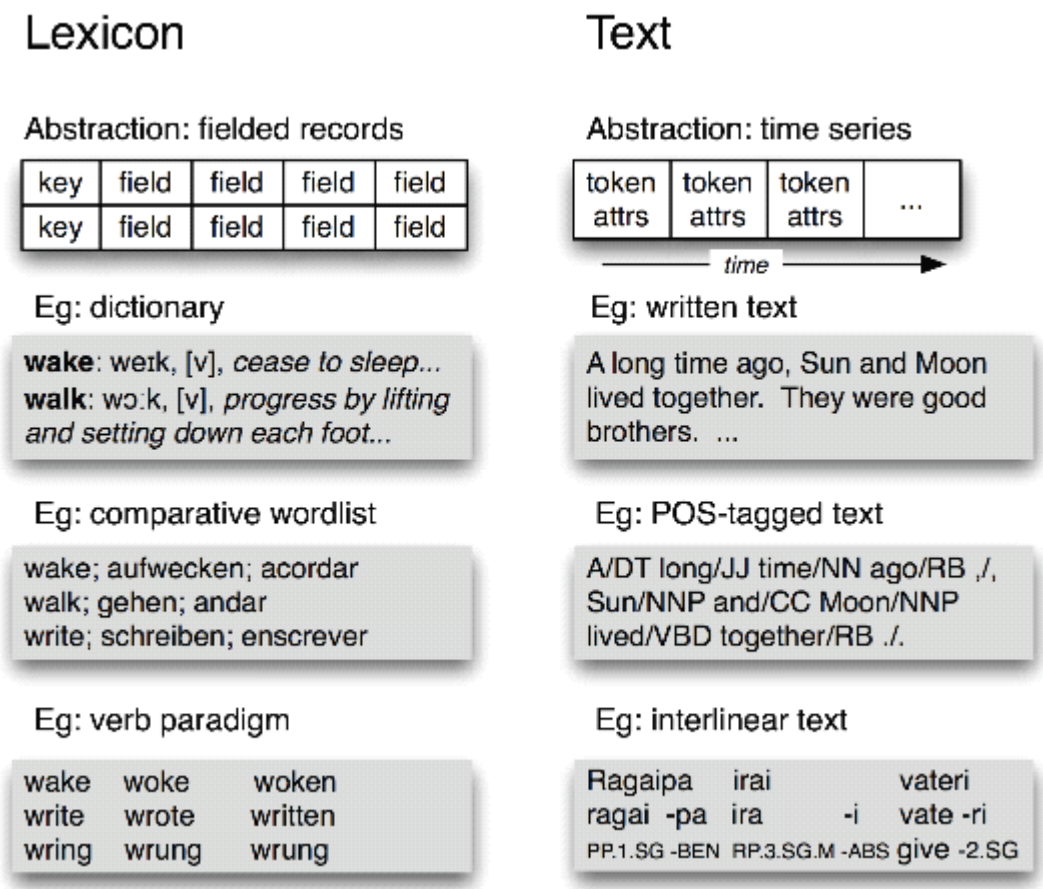 Lexicon
Abstraction: fielded records
key field field field field
key field field field field
Eg: dictionary
wake: weɪk, [v], cease to sleep...
walk: wɔːk, [v], progress by lifting
and setting down each foot...
Eg: comparative wordlist
wake; aufwecken; acordar
walk; gehen; andar
write; schreiben; enscrever
Eg: verb paradigm
wake woke woken
write wrote written
wring wrung wrung
Text
Abstraction: time series
token token token
attrs attrs attrs ...
time
Eg: written text
A long time ago, Sun and Moon
lived together. They were good
brothers. ...
Eg: POS-tagged text
A/DT long/JJ time/NN ago/RB ,/,
Sun/NNP and/CC Moon/NNP
lived/VBD together/RB ./.
Eg: interlinear text
Ragaipa irai vateri
ragai -pa ira -i vate -ri
PP.1.SG -BEN RP.3.SG.M -ABS give -2.SG